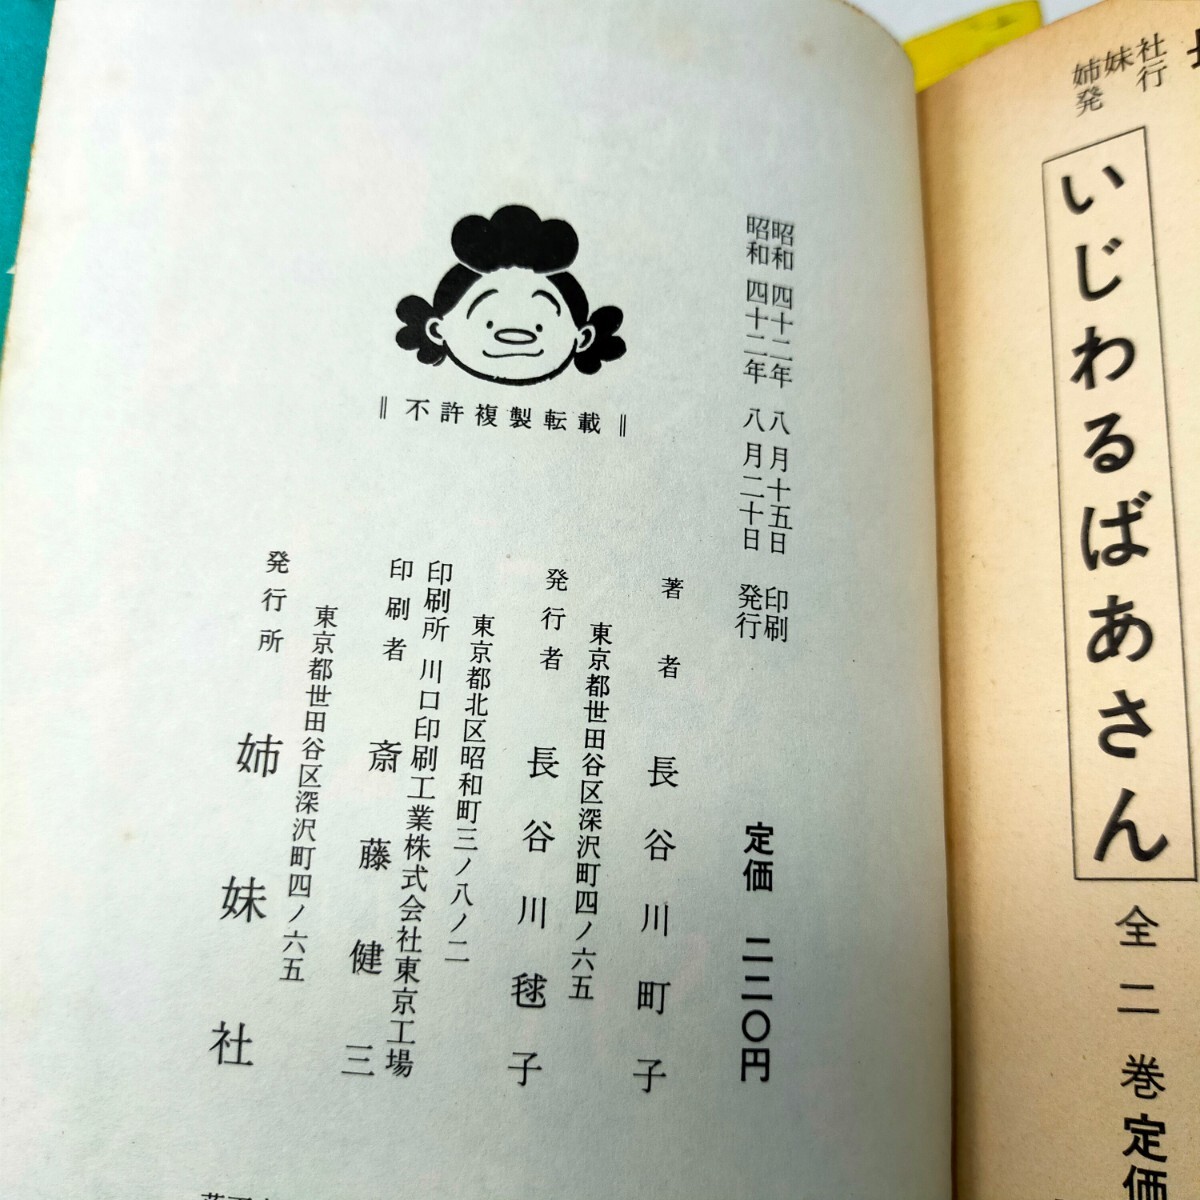 姉妹社
発行
いじわるばあさん
全二巻 定価
昭和四十二年 八月十五日 印刷
昭和四十二年 八月二十日 発行
定価 二二〇円
著者 長谷川町子
東京都世田谷区深沢町四ノ六五
発行者 長谷川毬子
東京都北区昭和町三ノ八ノ二
印刷所 川口印刷工業株式会社東京工場
印刷者 斎藤健三
東京都世田谷区深沢町四ノ六五
発行所 姉妹社
‖不許複製転載‖